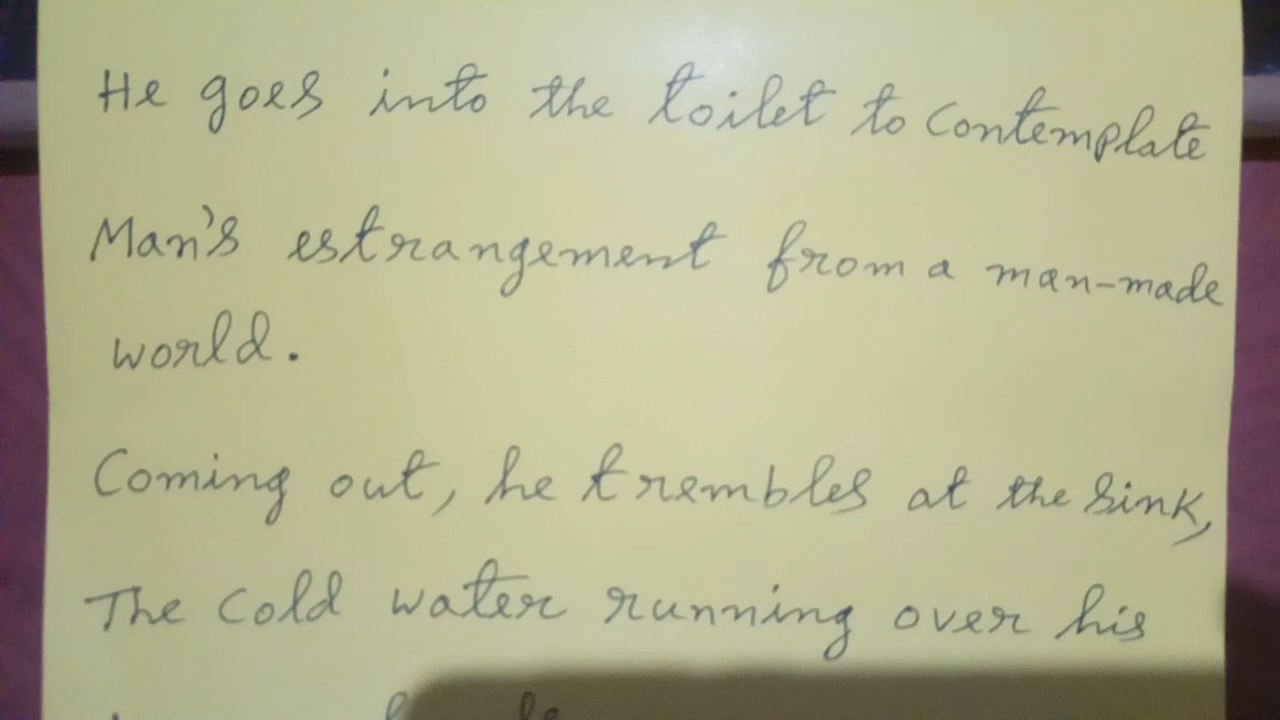 He goes into the toilet to contemplate
Man's estrangement from a man-made
world.
Coming out, he trembles at the sink,
The cold water running over his